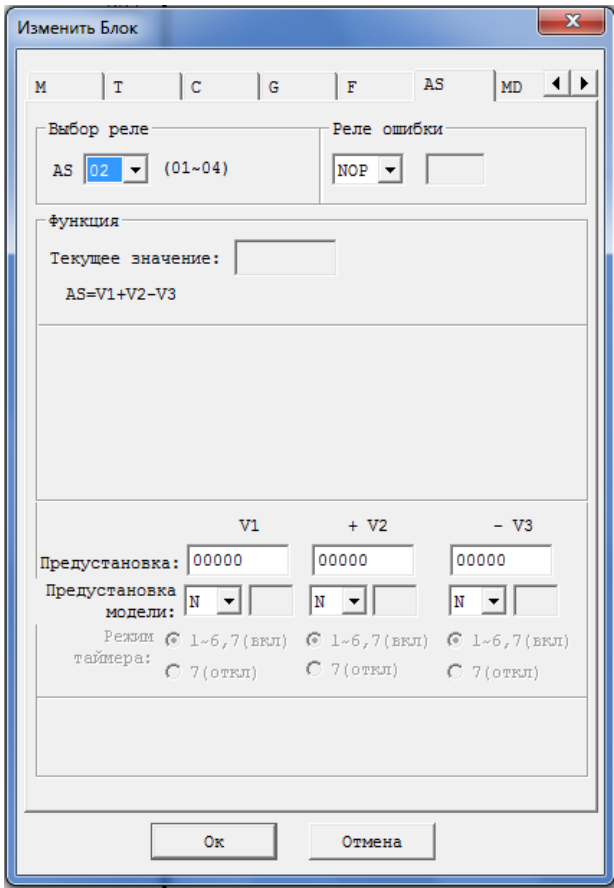 Изменить Блок
M T C G F AS MD
Выбор реле Реле ошибки
AS 02 (01~04) NOP
Функция
Текущее значение:
AS=V1+V2-V3
V1 + V2 - V3
Предустановка: 00000 00000 00000
Предустановка
модели: N N N
Режим 1~6,7(вкл) 1~6,7(вкл) 1~6,7(вкл)
таймера: 7(откл) 7(откл) 7(откл)
Ок Отмена